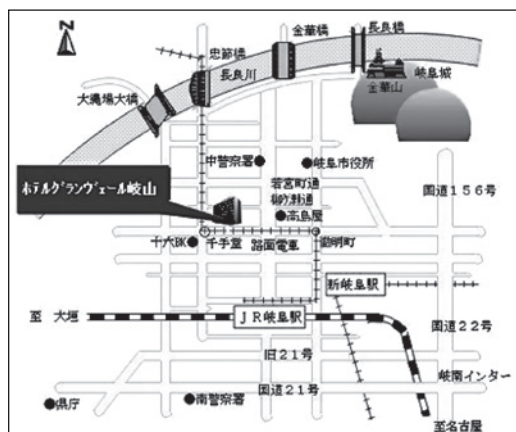 N
忠節橋
金華橋
長良橋
長良川
大縄場大橋
岐阜城
金華山
中警察署
岐阜市役所
ホテルグランヴェール岐山
若宮町通
柳ヶ瀬通
高島屋
国道156号
十六BK
千手堂
路面電車
徹明町
新岐阜駅
至 大垣
JR岐阜駅
国道22号
旧21号
岐南インター
国道21号
県庁
南警察署
至名古屋